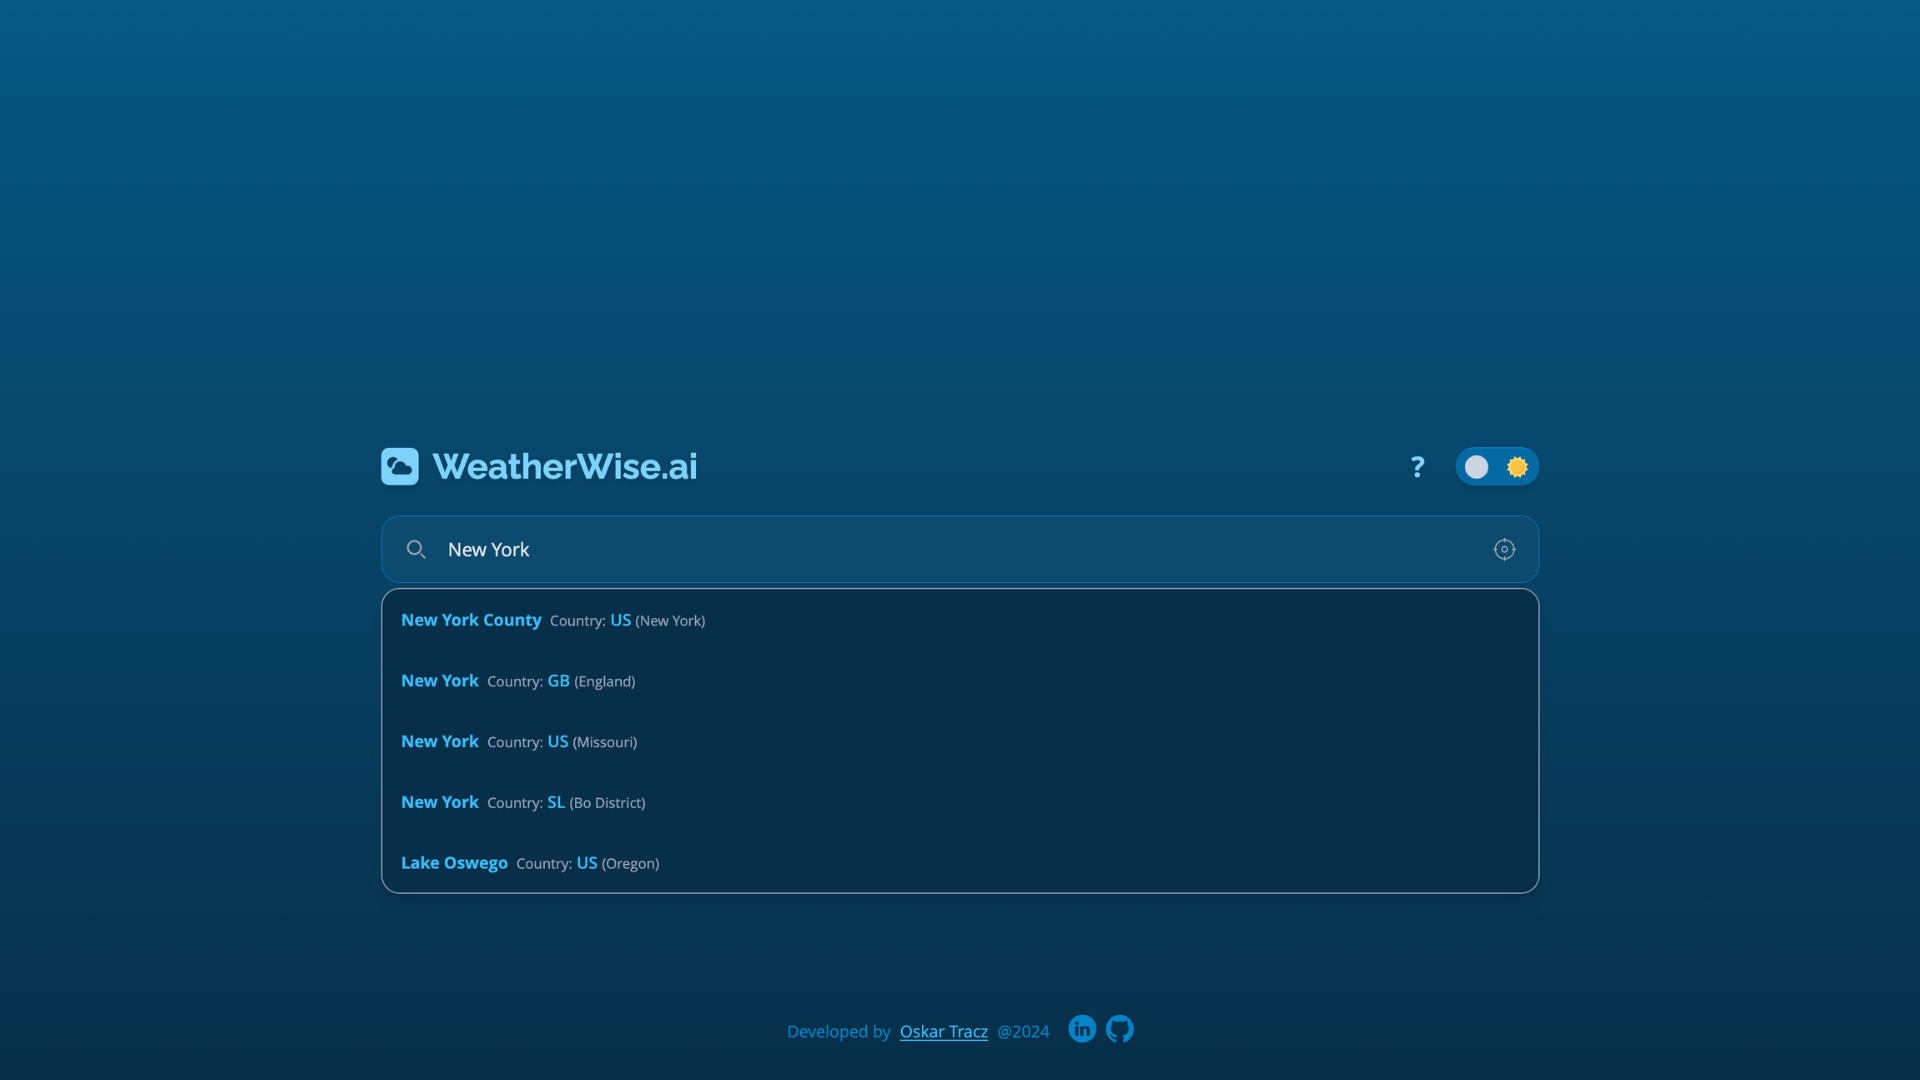 WeatherWise.ai
?
New York
New York County Country: US (New York)
New York Country: GB (England)
New York Country: US (Missouri)
New York Country: SL (Bo District)
Lake Oswego Country: US (Oregon)
Developed by Oskar Tracz @2024 in